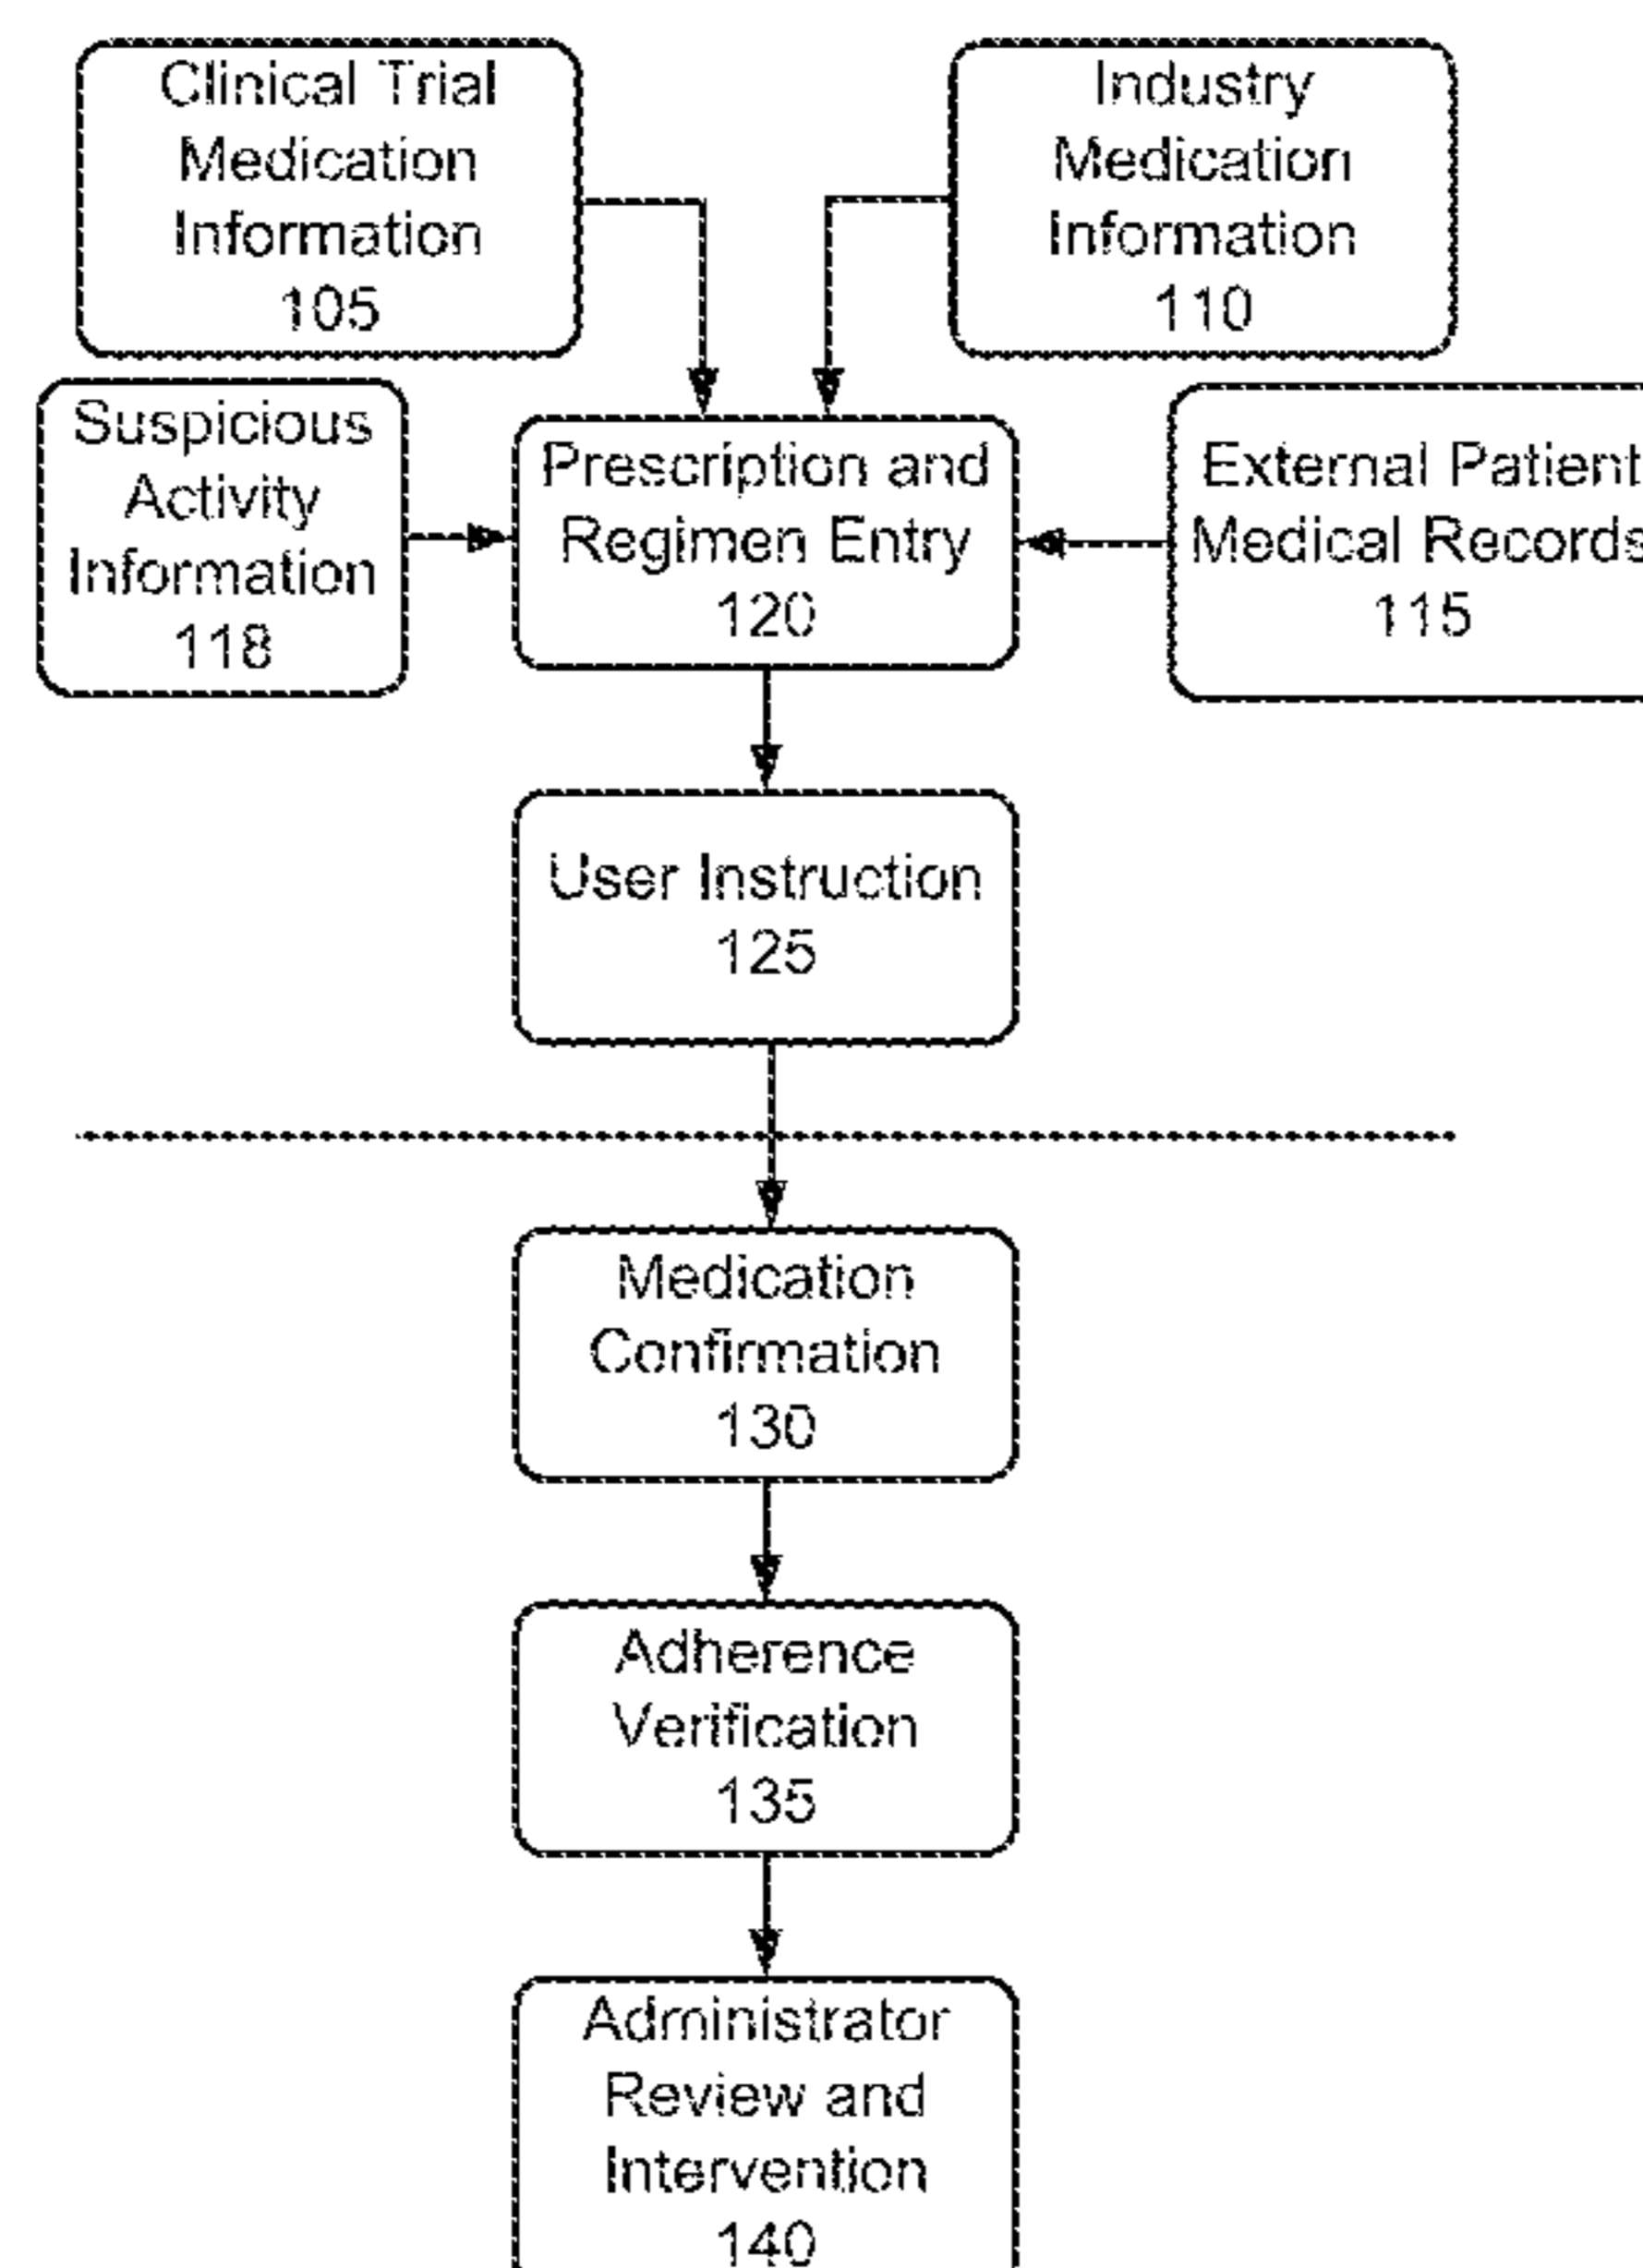 Clinical Trial
Medication
Information
105
Industry
Medication
Information
110
Suspicious
Activity
Information
118
Prescription and
Regimen Entry
120
External Patient
Medical Records
115
User Instruction
125
Medication
Confirmation
130
Adherence
Verification
135
Administrator
Review and
Intervention
140